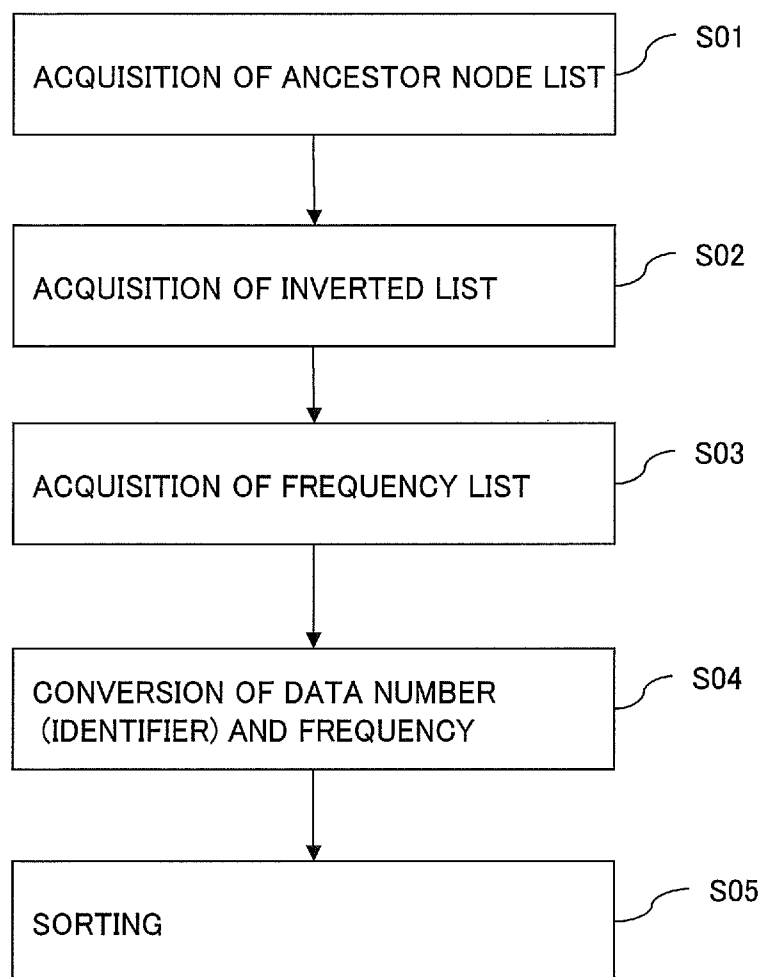 S01
ACQUISITION OF ANCESTOR NODE LIST
S02
ACQUISITION OF INVERTED LIST
S03
ACQUISITION OF FREQUENCY LIST
S04
CONVERSION OF DATA NUMBER
(IDENTIFIER) AND FREQUENCY
S05
SORTING